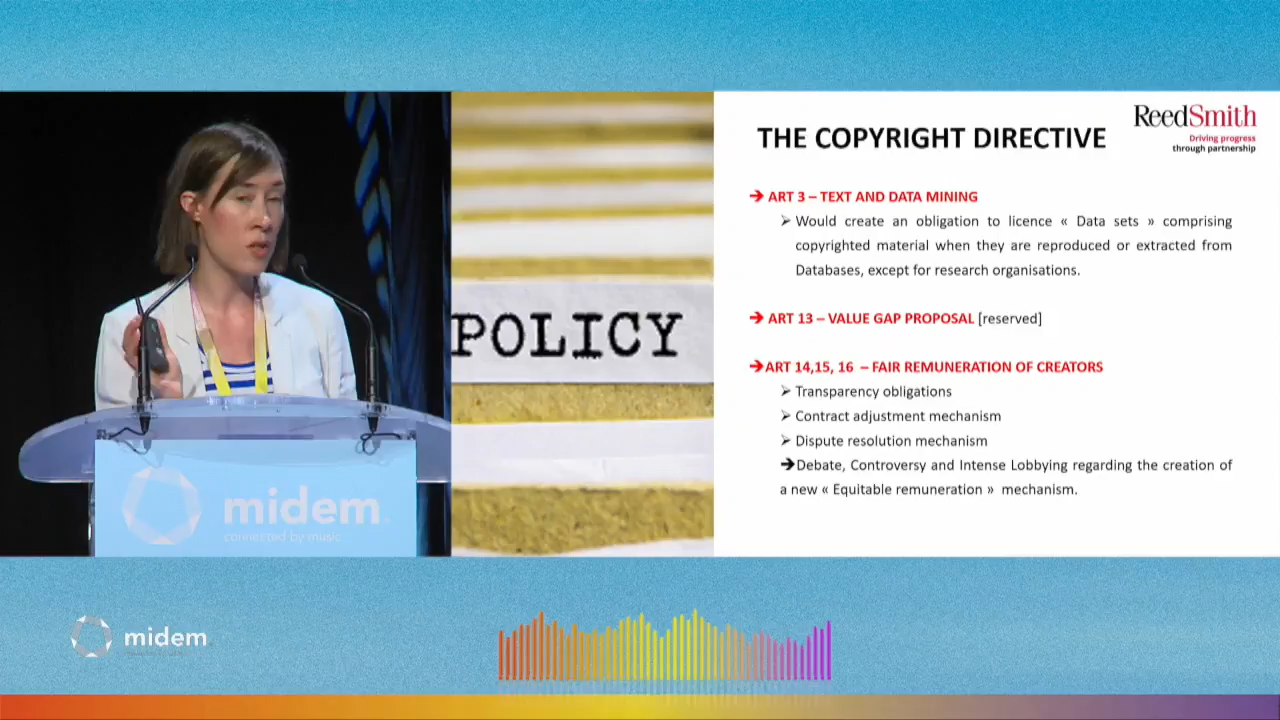 POLICY
THE COPYRIGHT DIRECTIVE
ReedSmith
Driving progress
through partnership
➔ ART 3 – TEXT AND DATA MINING
➢ Would create an obligation to licence « Data sets » comprising
copyrighted material when they are reproduced or extracted from
Databases, except for research organisations.
➔ ART 13 – VALUE GAP PROPOSAL [reserved]
➔ART 14,15, 16 – FAIR REMUNERATION OF CREATORS
➢ Transparency obligations
➢ Contract adjustment mechanism
➢ Dispute resolution mechanism
➔Debate, Controversy and Intense Lobbying regarding the creation of
a new « Equitable remuneration » mechanism.
midem.
connected by music
midem.